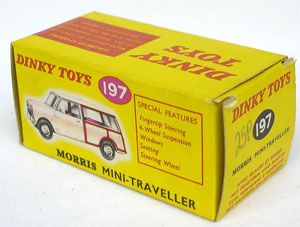 DINKY
TOYS
DINKY TOYS
197
SPECIAL FEATURES
Fingertip Steering
4-Wheel Suspension
Windows
Seating
Steering Wheel
MORRIS MINI-TRAVELLER
DINKY TOYS
197
MORRIS MINI-TRAVELLER